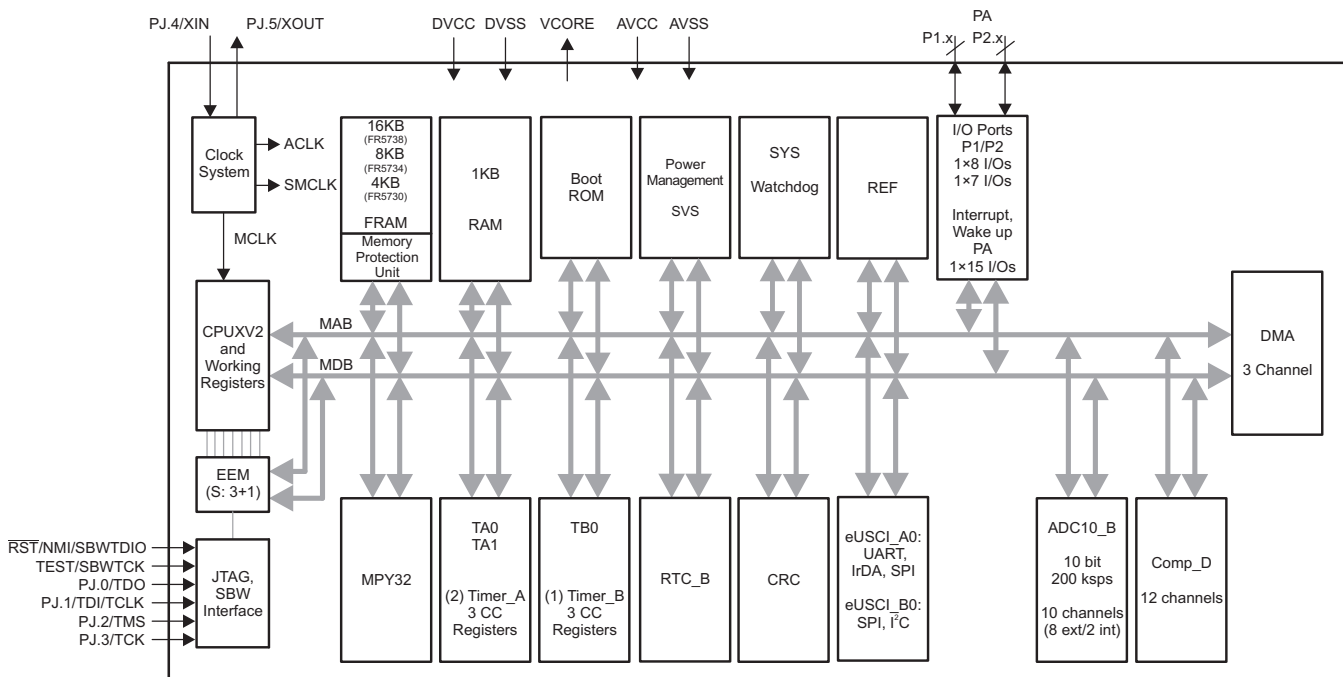 PJ.4/XIN
PJ.5/XOUT
DVCC
DVSS
VCORE
AVCC
AVSS
PA
P1.x
P2.x
Clock
System
ACLK
SMCLK
MCLK
16KB
(FR5738)
8KB
(FR5734)
4KB
(FR5730)
FRAM
Memory
Protection
Unit
1KB
RAM
Boot
ROM
Power
Management
SVS
SYS
Watchdog
REF
I/O Ports
P1/P2
1×8 I/Os
1×7 I/Os
Interrupt,
Wake up
PA
1×15 I/Os
CPUXV2
and
Working
Registers
MAB
MDB
DMA
3 Channel
EEM
(S: 3+1)
RST/NMI/SBWTDIO
TEST/SBWTCK
PJ.0/TDO
PJ.1/TDI/TCLK
PJ.2/TMS
PJ.3/TCK
JTAG,
SBW
Interface
MPY32
TA0
TA1
(2) Timer_A
3 CC
Registers
TB0
(1) Timer_B
3 CC
Registers
RTC_B
CRC
eUSCI_A0:
UART,
IrDA, SPI
eUSCI_B0:
SPI, I²C
ADC10_B
10 bit
200 ksps
10 channels
(8 ext/2 int)
Comp_D
12 channels